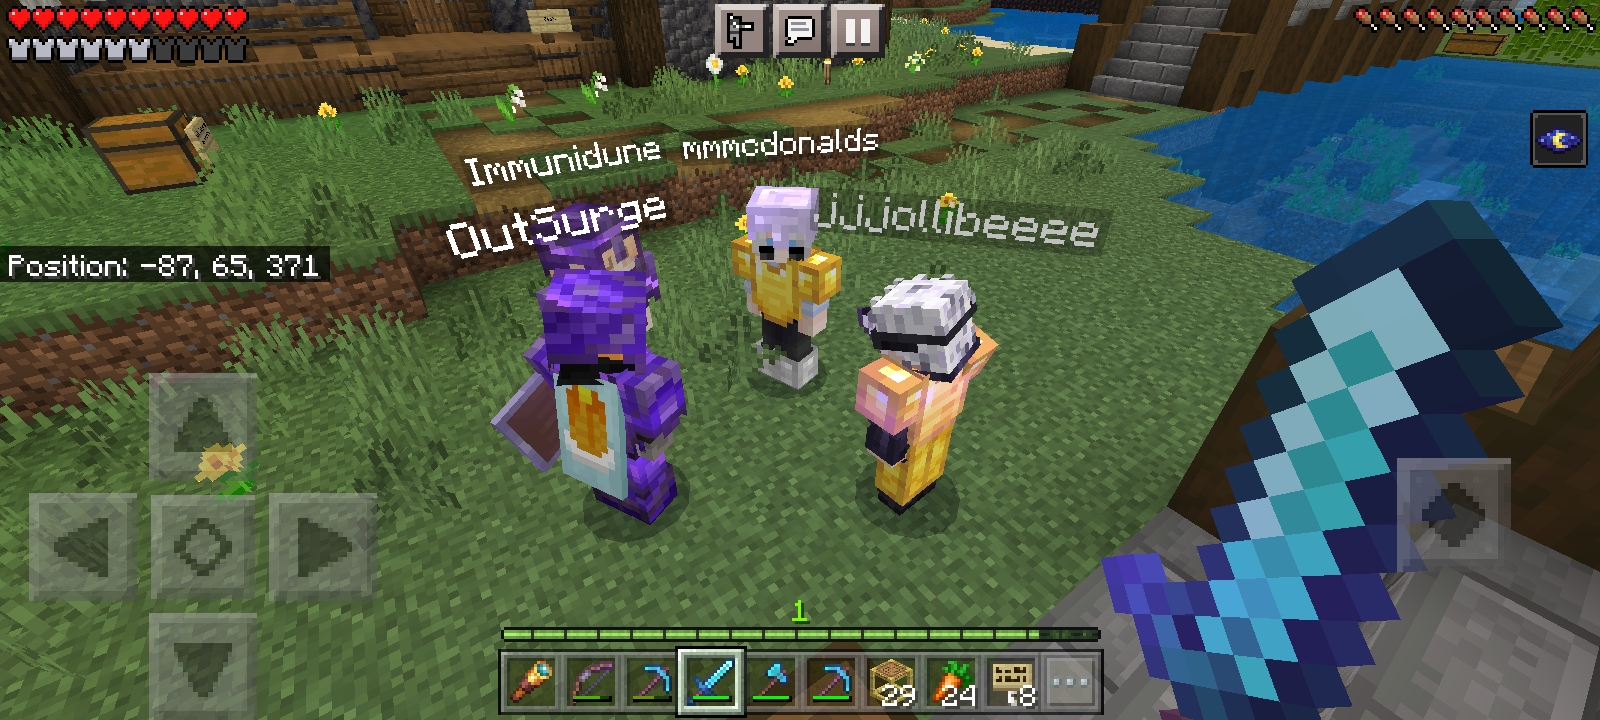 Immunidune mmmcdonalds
OutSurge jjjjollibeeee
Position: -87, 65, 371
1
29 24 8